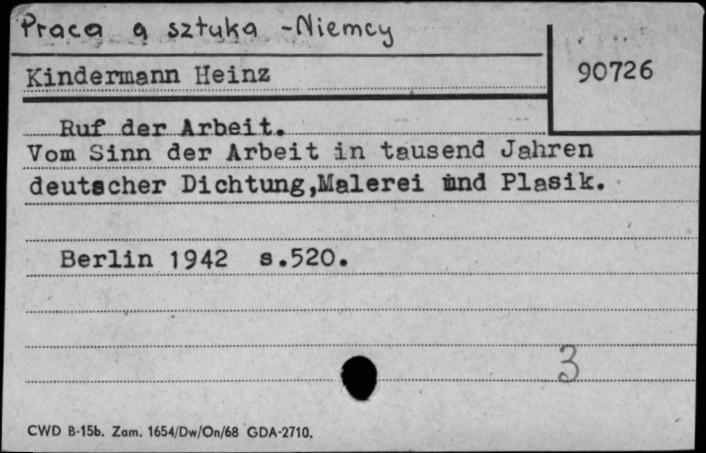 Praca a sztuka - Niemcy
Kindermann Heinz
90726
Ruf der Arbeit.
Vom Sinn der Arbeit in tausend Jahren
deutscher Dichtung,Malerei und Plasik.
Berlin 1942 s.520.
3
CWD B-15b. Zam. 1654/Dw/On/68 GDA-2710.